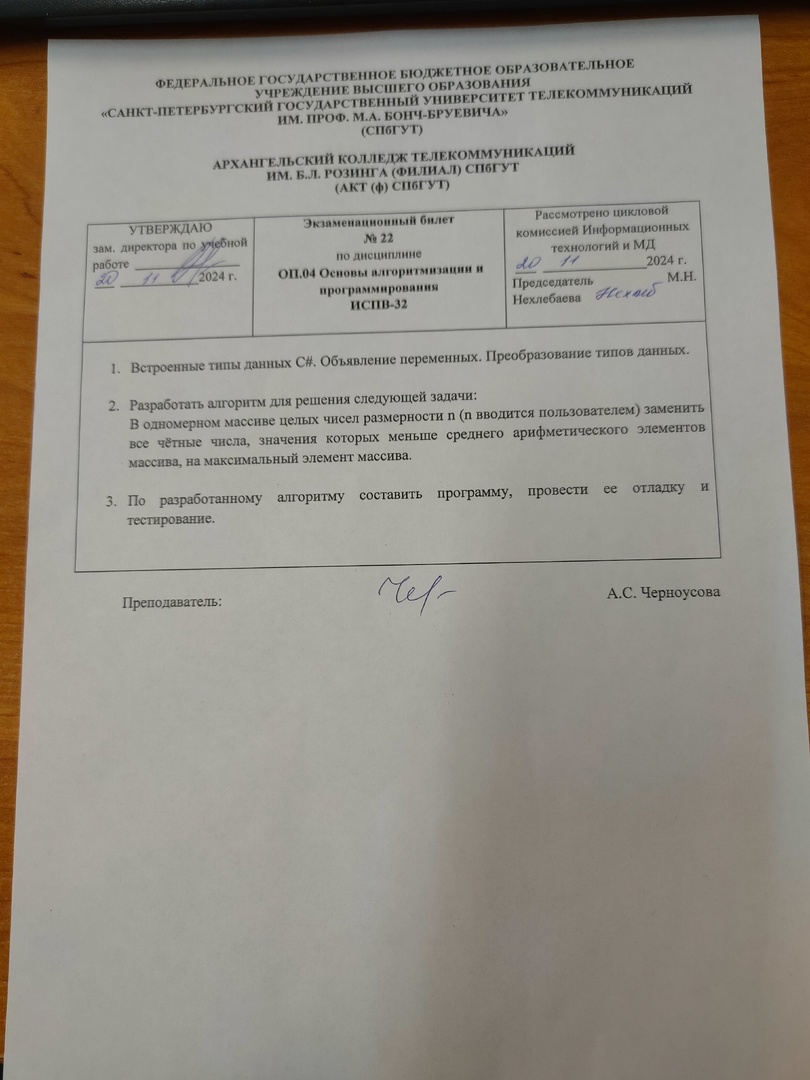 ФЕДЕРАЛЬНОЕ ГОСУДАРСТВЕННОЕ БЮДЖЕТНОЕ ОБРАЗОВАТЕЛЬНОЕ
УЧРЕЖДЕНИЕ ВЫСШЕГО ОБРАЗОВАНИЯ
«САНКТ-ПЕТЕРБУРГСКИЙ ГОСУДАРСТВЕННЫЙ УНИВЕРСИТЕТ ТЕЛЕКОММУНИКАЦИЙ
ИМ. ПРОФ. М.А. БОНЧ-БРУЕВИЧА»
(СПбГУТ)
АРХАНГЕЛЬСКИЙ КОЛЛЕДЖ ТЕЛЕКОММУНИКАЦИЙ
ИМ. Б.Л. РОЗИНГА (ФИЛИАЛ) СПбГУТ
(АКТ (ф) СПбГУТ)
УТВЕРЖДАЮ
зам. директора по учебной
работе
20 11 2024 г.
Экзаменационный билет
№ 22
по дисциплине
ОП.04 Основы алгоритмизации и
программирования
ИСПВ-32
Рассмотрено цикловой
комиссией Информационных
технологий и МД
20 11 2024 г.
Председатель М.Н.
Нехлебаева
1. Встроенные типы данных C#. Объявление переменных. Преобразование типов данных.
2. Разработать алгоритм для решения следующей задачи:
В одномерном массиве целых чисел размерности n (n вводится пользователем) заменить
все чётные числа, значения которых меньше среднего арифметического элементов
массива, на максимальный элемент массива.
3. По разработанному алгоритму составить программу, провести ее отладку и
тестирование.
Преподаватель: А.С. Черноусова